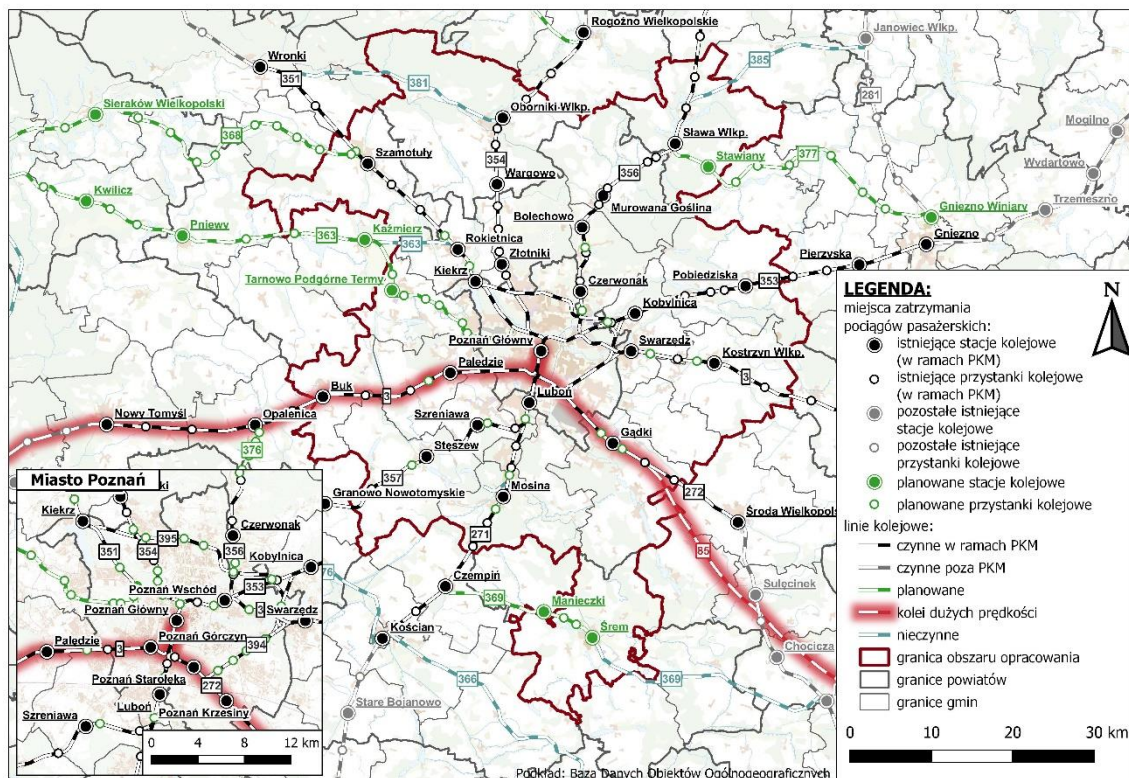 Rogoźno Wielkopolskie
Janowiec Wlkp.
Wronki
351
385
381
281
Sieraków Wielkopolski
Oborniki Wlkp.
Mogilno
368
Sława Wlkp.
354
Szamotuły
Stawiany
377
Wydartowo
356
Wargowo
Kwilicz
Murowana Goślina
Trzemeszno
Gniezno Winiary
Bolechowo
Pniewy
363
Kaźmierz
363
Rokietnica
Gniezno
Złotniki
Pierzyska
Kiekrz
Pobiedziska
353
Tarnowo Podgórne Termy
Czerwonak
Kobylnica
Poznań Główny
Swarzędz
Palędzie
Kostrzyn Wlkp.
3
Buk
3
Luboń
Nowy Tomyśl
Opalenica
Szreniawa
Gądki
376
Stęszew
357
272
Granowo Nowotomyskie
Mosina
Środa Wielkopols
271
85
Czempiń
76
369
Manieczki
Sulęcinek
Śrem
Kościan
Chocicza
366
369
Stare Bojanowo
Miasto Poznań
ki
Kiekrz
Czerwonak
395
351
354
356
Kobylnica
Poznań Wschód
353
Poznań Główny
3
Swarzędz
Palędzie
3
Poznań Górczyn
394
Poznań Starołęka
272
Luboń
Poznań Krzesiny
Szreniawa
0 4 8 12 km
LEGENDA:
N
miejsca zatrzymania
pociągów pasażerskich:
istniejące stacje kolejowe
(w ramach PKM)
istniejące przystanki kolejowe
(w ramach PKM)
pozostałe istniejące
stacje kolejowe
pozostałe istniejące
przystanki kolejowe
planowane stacje kolejowe
planowane przystanki kolejowe
linie kolejowe:
czynne w ramach PKM
czynne poza PKM
planowane
kolei dużych prędkości
nieczynne
granica obszaru opracowania
granice powiatów
granice gmin
0 10 20 30 km
Podkład: Baza Danych Obiektów Ogólnogeograficznych